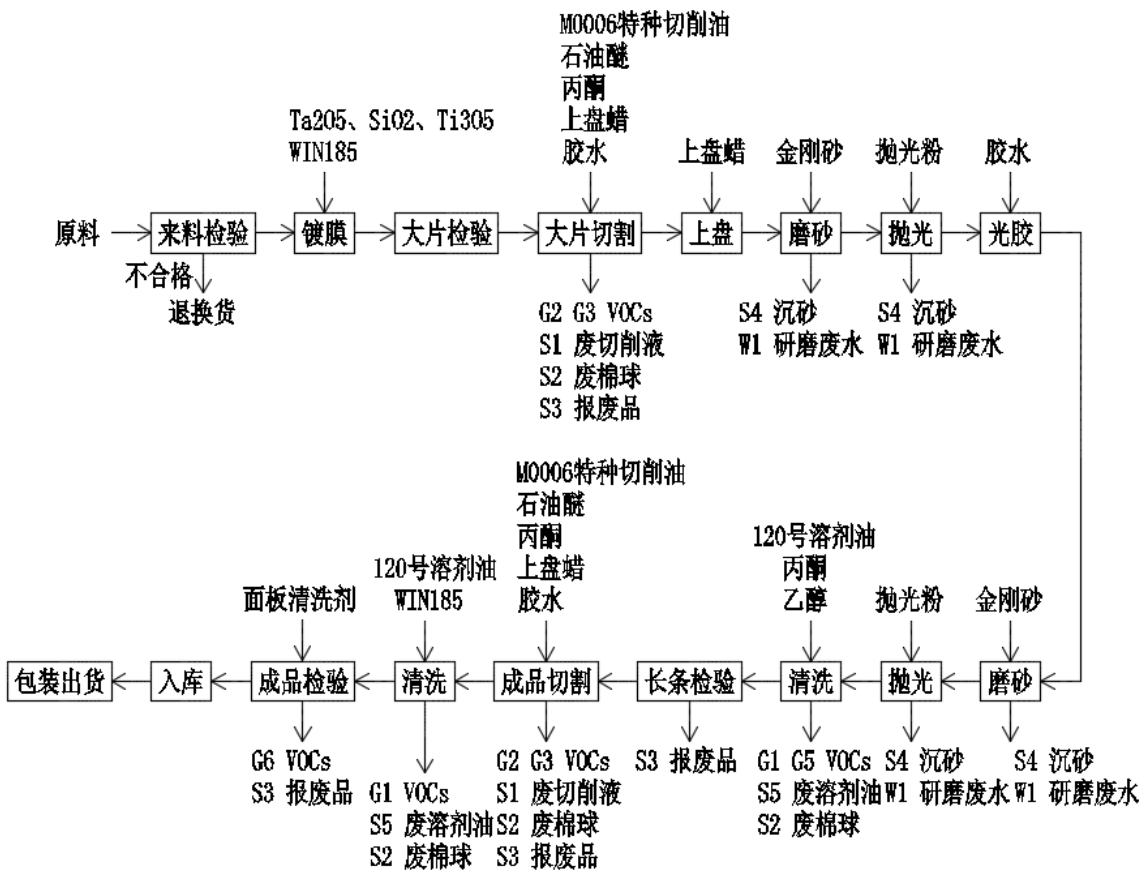 M0006特种切削油
石油醚
丙酮
上盘蜡
胶水
Ta2O5、SiO2、Ti3O5
WIN185
上盘蜡
金刚砂
抛光粉
胶水
原料
来料检验
镀膜
大片检验
大片切割
上盘
磨砂
抛光
光胶
不合格
退换货
G2 G3 VOCs
S1 废切削液
S2 废棉球
S3 报废品
S4 沉砂
W1 研磨废水
S4 沉砂
W1 研磨废水
面板清洗剂
120号溶剂油
WIN185
M0006特种切削油
石油醚
丙酮
上盘蜡
胶水
120号溶剂油
丙酮
乙醇
抛光粉
金刚砂
包装出货
入库
成品检验
清洗
成品切割
长条检验
清洗
抛光
磨砂
G6 VOCs
S3 报废品
G1 VOCs
S5 废溶剂油
S2 废棉球
G2 G3 VOCs
S1 废切削液
S2 废棉球
S3 报废品
S3 报废品
G1 G5 VOCs
S5 废溶剂油
S2 废棉球
S4 沉砂
W1 研磨废水
S4 沉砂
W1 研磨废水